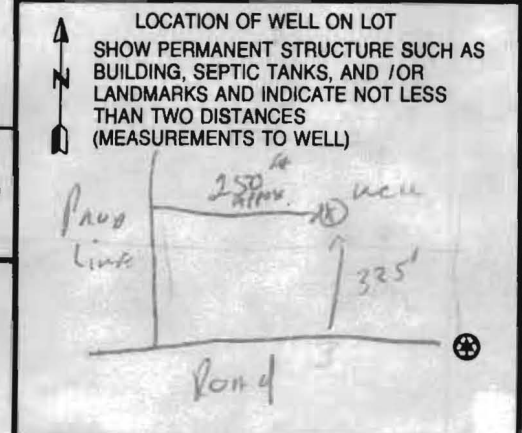 LOCATION OF WELL ON LOT
SHOW PERMANENT STRUCTURE SUCH AS
BUILDING, SEPTIC TANKS, AND /OR
LANDMARKS AND INDICATE NOT LESS
THAN TWO DISTANCES
(MEASUREMENTS TO WELL)
N
250 ft
approx.
well
Prop
Line
325'
Road